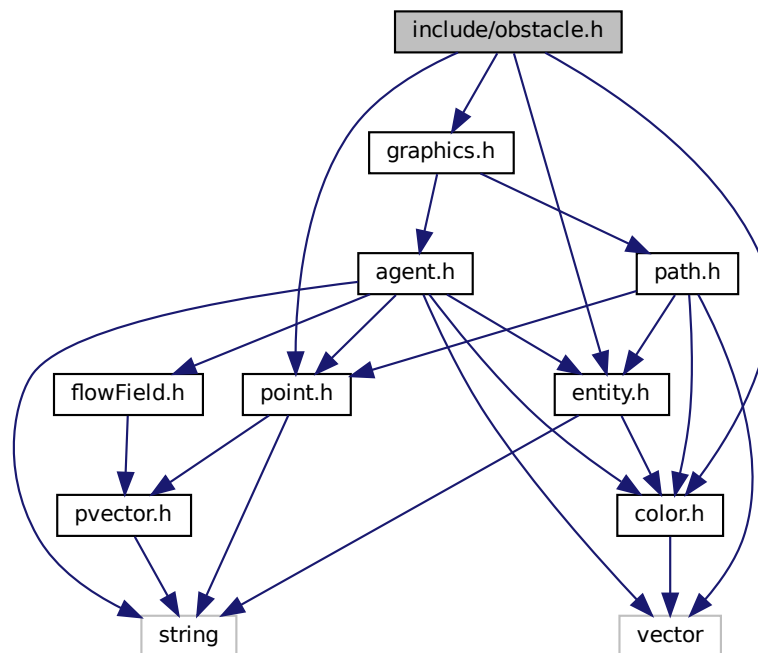 include/obstacle.h
graphics.h
agent.h
path.h
flowField.h
point.h
entity.h
pvector.h
color.h
string
vector